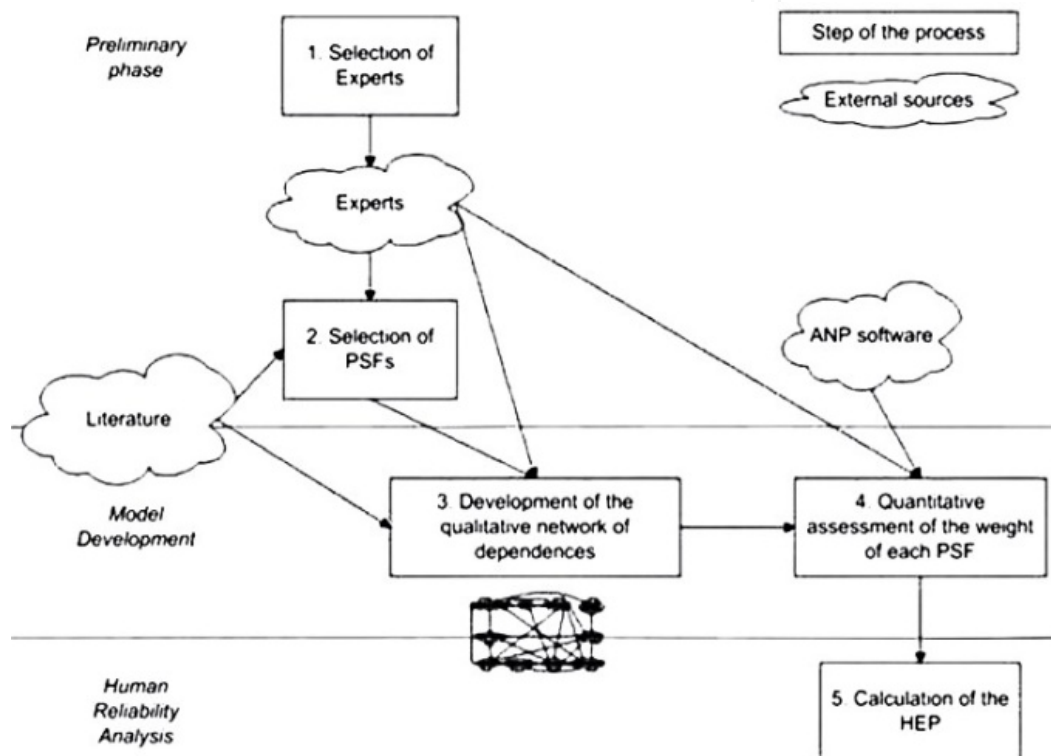 Preliminary
phase
1. Selection of
Experts
Step of the process
External sources
Experts
2. Selection of
PSFs
ANP software
Literature
Model
Development
3. Development of the
qualitative network of
dependences
4. Quantitative
assessment of the weight
of each PSF
Human
Reliability
Analysis
5. Calculation of the
HEP